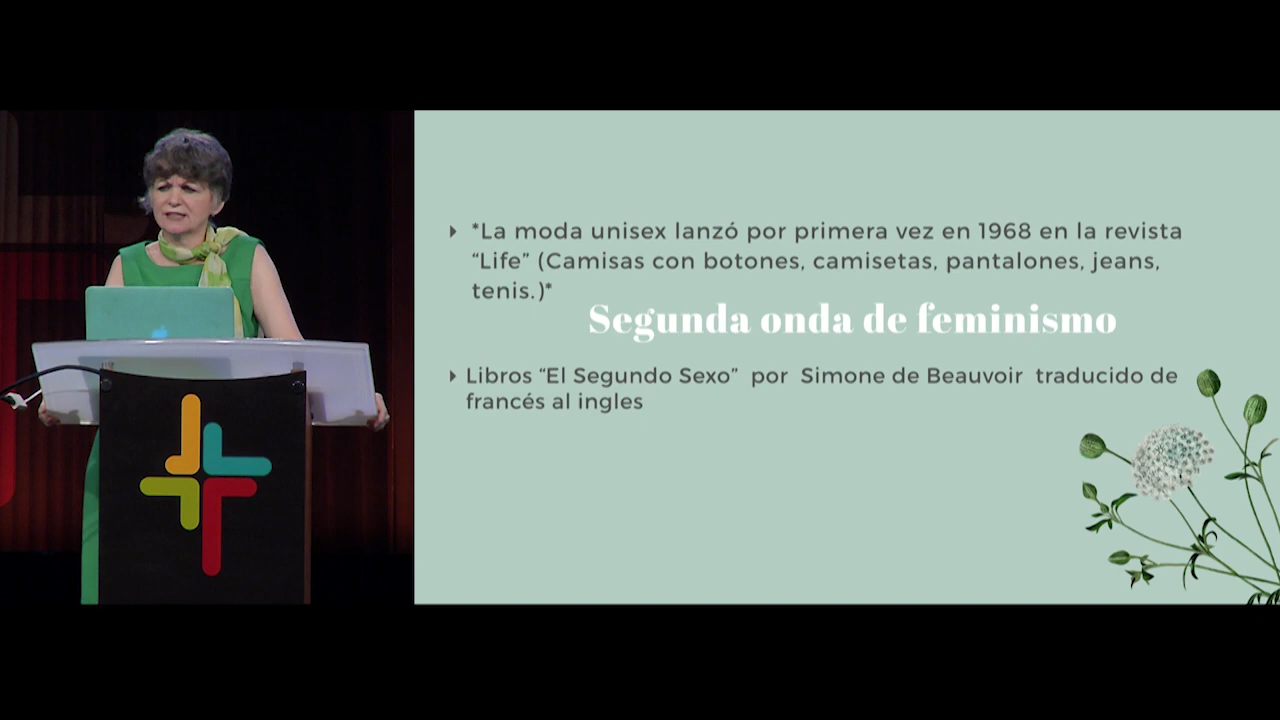 *La moda unisex lanzó por primera vez en 1968 en la revista
“Life” (Camisas con botones, camisetas, pantalones, jeans,
tenis.)*
Segunda onda de feminismo
Libros “El Segundo Sexo” por Simone de Beauvoir traducido de
francés al ingles